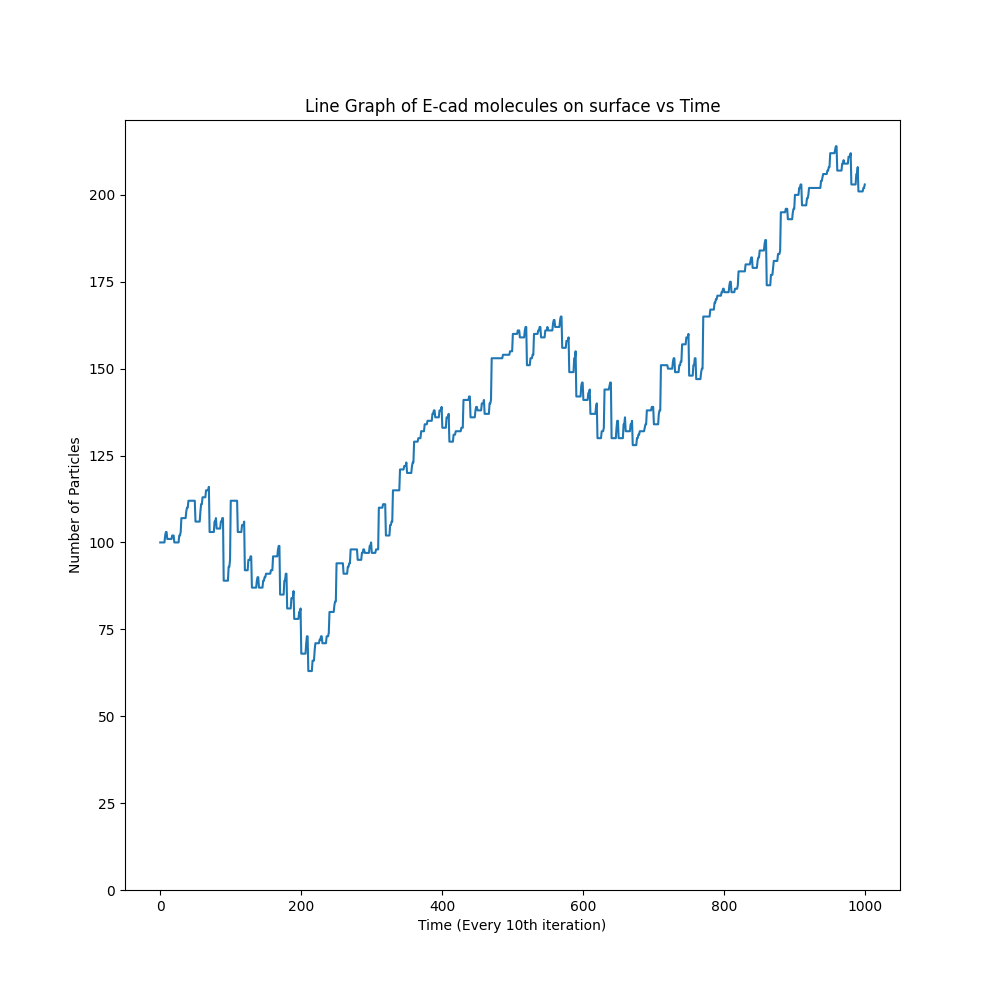 Line Graph of E-cad molecules on surface vs Time
Number of Particles
200
175
150
125
100
75
50
25
0
0 200 400 600 800 1000
Time (Every 10th iteration)